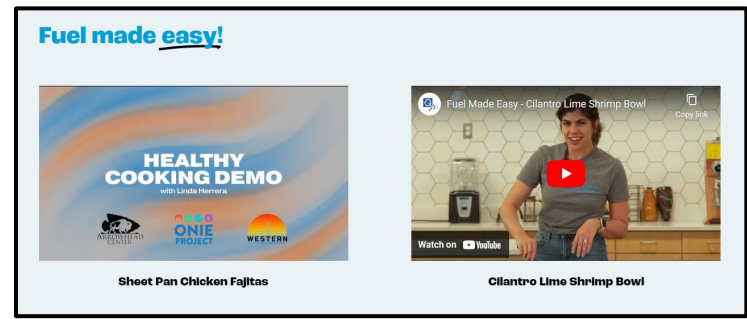 Fuel made easy!
HEALTHY
COOKING DEMO
with Linda Herrera
ARROWHEAD
CENTER
ONIE
PROJECT
WESTERN
Sheet Pan Chicken Fajitas
Fuel Made Easy - Cilantro Lime Shrimp Bowl
Copy link
Watch on YouTube
Cilantro Lime Shrimp Bowl